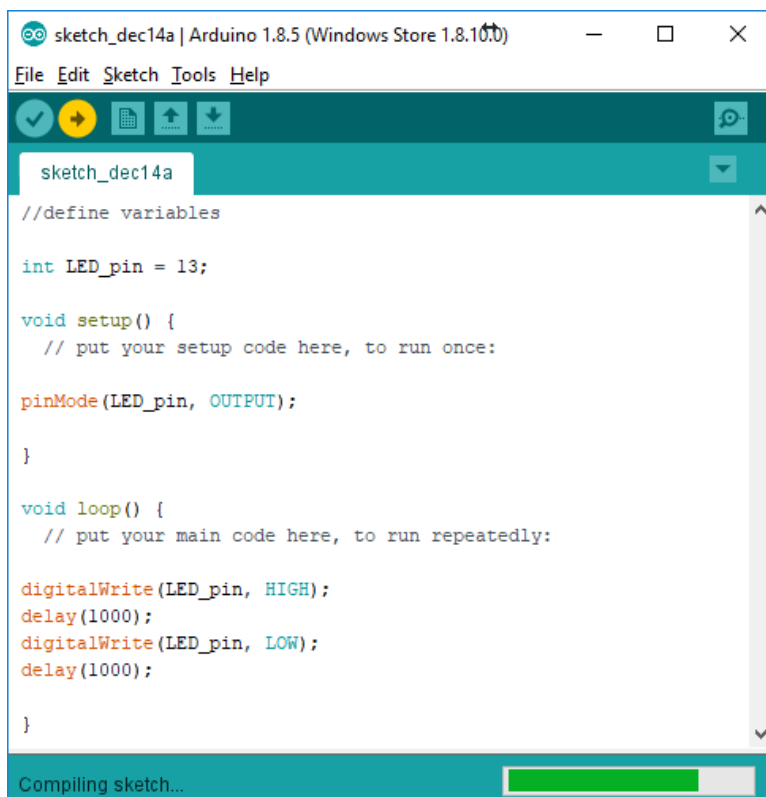 sketch_dec14a | Arduino 1.8.5 (Windows Store 1.8.10.0)
File Edit Sketch Tools Help
sketch_dec14a
//define variables
int LED_pin = 13;
void setup() {
// put your setup code here, to run once:
pinMode(LED_pin, OUTPUT);
}
void loop() {
// put your main code here, to run repeatedly:
digitalWrite(LED_pin, HIGH);
delay(1000);
digitalWrite(LED_pin, LOW);
delay(1000);
}
Compiling sketch...